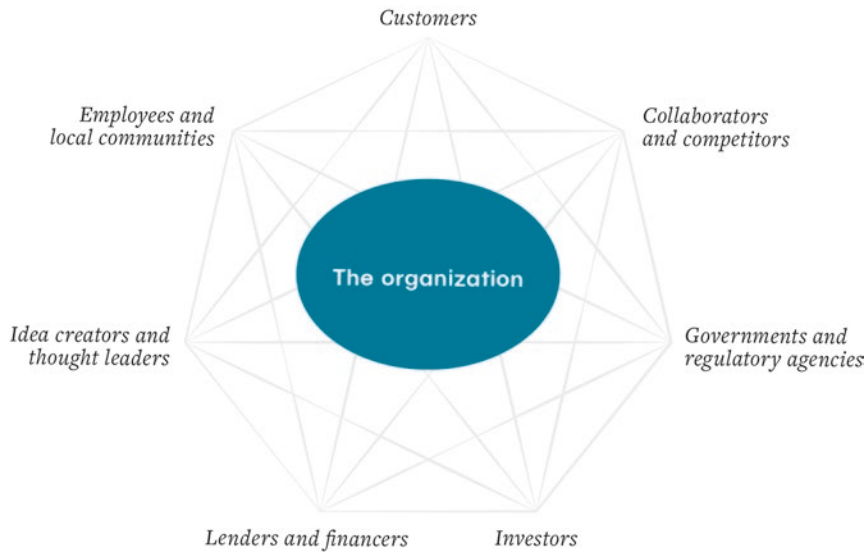 Customers
Employees and
local communities
Collaborators
and competitors
The organization
Idea creators and
thought leaders
Governments and
regulatory agencies
Lenders and financers
Investors